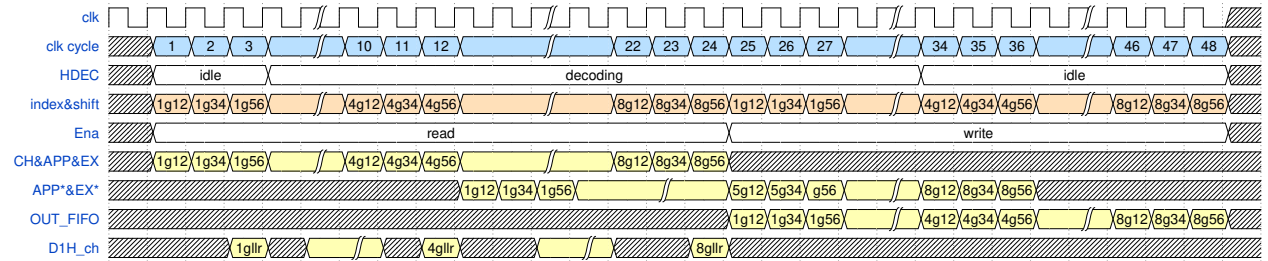 clk
clk cycle 1 2 3 10 11 12 22 23 24 25 26 27 34 35 36 46 47 48
HDEC idle decoding idle
index&shift 1g12 1g34 1g56 4g12 4g34 4g56 8g12 8g34 8g56 1g12 1g34 1g56 4g12 4g34 4g56 8g12 8g34 8g56
Ena read write
CH&APP&EX 1g12 1g34 1g56 4g12 4g34 4g56 8g12 8g34 8g56
APP*&EX* 1g12 1g34 1g56 5g12 5g34 g56 8g12 8g34 8g56
OUT_FIFO 1g12 1g34 1g56 4g12 4g34 4g56 8g12 8g34 8g56
D1H_ch 1gllr 4gllr 8gllr